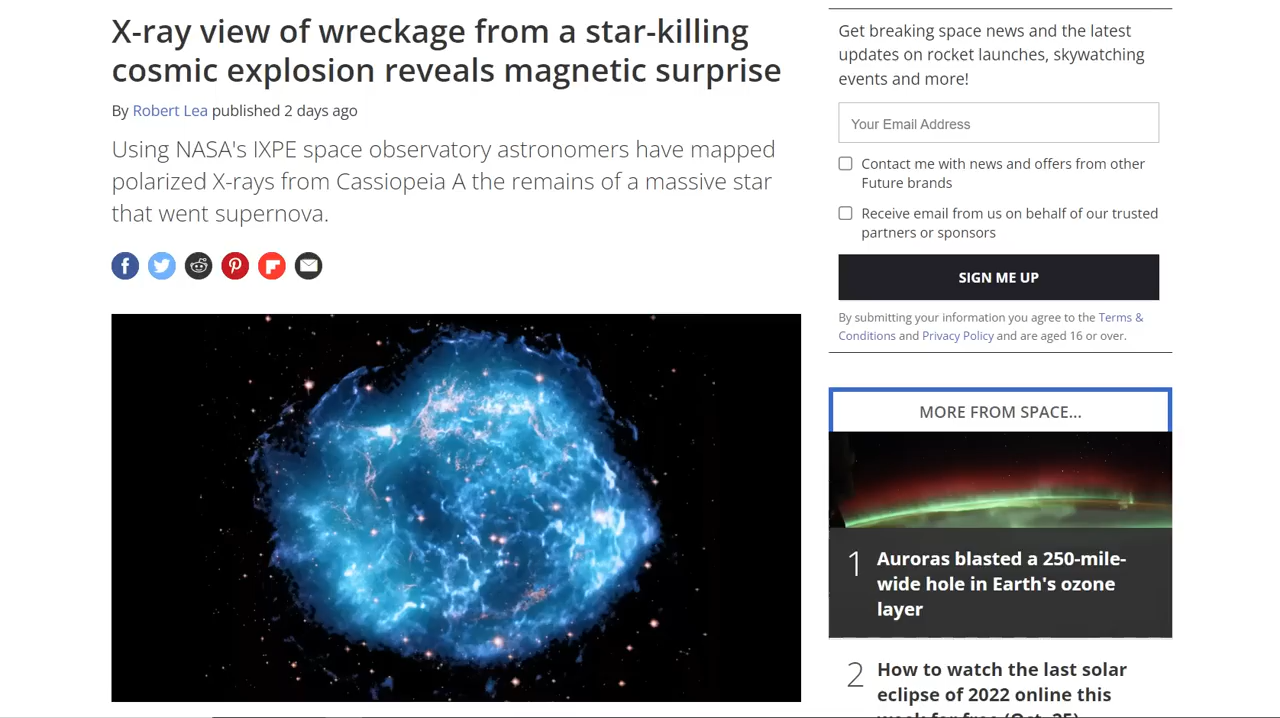 X-ray view of wreckage from a star-killing
cosmic explosion reveals magnetic surprise
By Robert Lea published 2 days ago
Using NASA's IXPE space observatory astronomers have mapped
polarized X-rays from Cassiopeia A the remains of a massive star
that went supernova.
Get breaking space news and the latest
updates on rocket launches, skywatching
events and more!
Your Email Address
Contact me with news and offers from other
Future brands
Receive email from us on behalf of our trusted
partners or sponsors
SIGN ME UP
By submitting your information you agree to the Terms &
Conditions and Privacy Policy and are aged 16 or over.
MORE FROM SPACE...
1 Auroras blasted a 250-mile-
wide hole in Earth's ozone
layer
2 How to watch the last solar
eclipse of 2022 online this
week for free (Oct. 25)